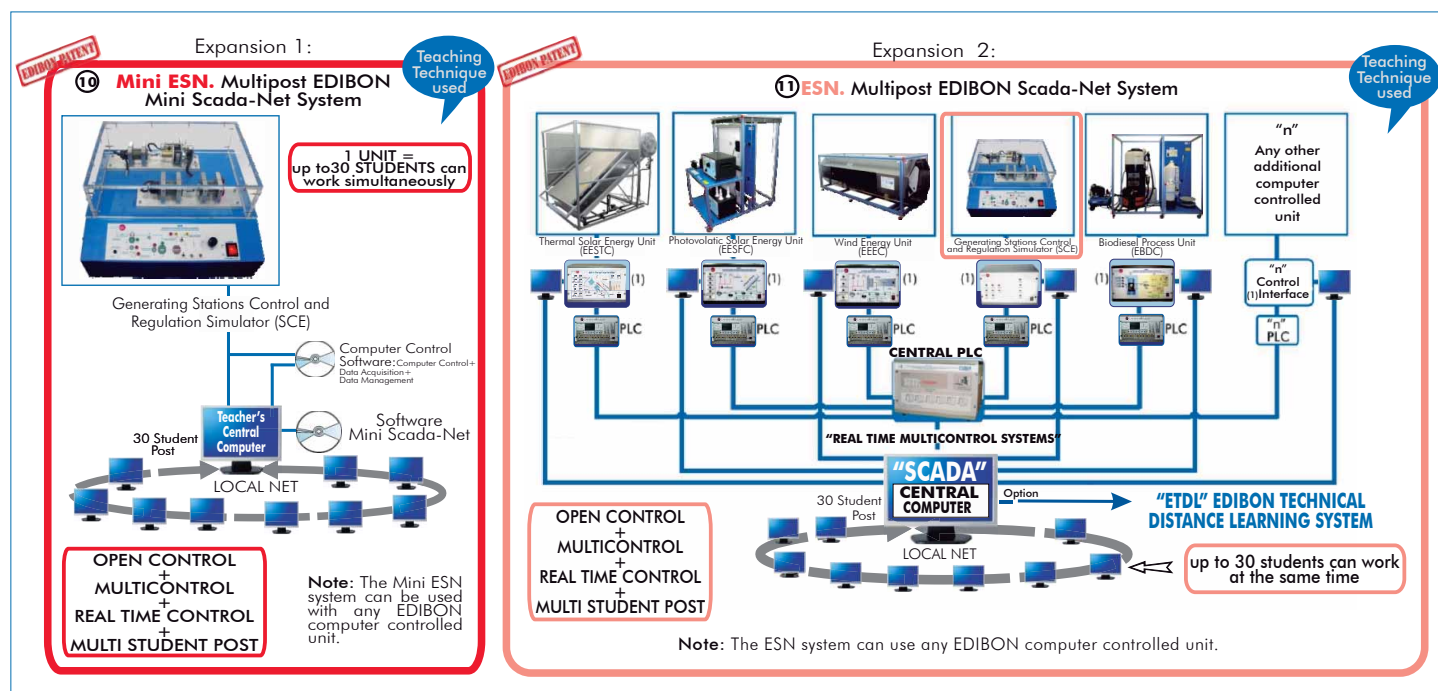 Expansion 1:
EDIBON PATENT
Teaching
Technique
used
10 Mini ESN. Multipost EDIBON
Mini Scada-Net System
1 UNIT =
up to30 STUDENTS can
work simultaneously
Generating Stations Control and
Regulation Simulator (SCE)
Computer Control
Software:Computer Control+
Data Acquisition+
Data Management
Teacher's
Central
Computer
Software
Mini Scada-Net
30 Student
Post
LOCAL NET
OPEN CONTROL
+
MULTICONTROL
+
REAL TIME CONTROL
+
MULTI STUDENT POST
Note: The Mini ESN
system can be used
with any EDIBON
computer controlled
unit.
Expansion 2:
EDIBON PATENT
Teaching
Technique
used
11 ESN. Multipost EDIBON Scada-Net System
Thermal Solar Energy Unit
(EESTC)
Photovolatic Solar Energy Unit
(EESFC)
Wind Energy Unit
(EEEC)
Generating Stations Control
and Regulation Simulator (SCE)
Biodiesel Process Unit
(EBDC)
"n"
Any other
additional
computer
controlled
unit
(1)
(1)
(1)
(1)
(1)
"n"
Control
(1)Interface
PLC
PLC
PLC
PLC
PLC
"n"
PLC
CENTRAL PLC
"REAL TIME MULTICONTROL SYSTEMS"
"SCADA"
CENTRAL
COMPUTER
Option
"ETDL" EDIBON TECHNICAL
DISTANCE LEARNING SYSTEM
30 Student
Post
LOCAL NET
up to 30 students can work
at the same time
OPEN CONTROL
+
MULTICONTROL
+
REAL TIME CONTROL
+
MULTI STUDENT POST
Note: The ESN system can use any EDIBON computer controlled unit.